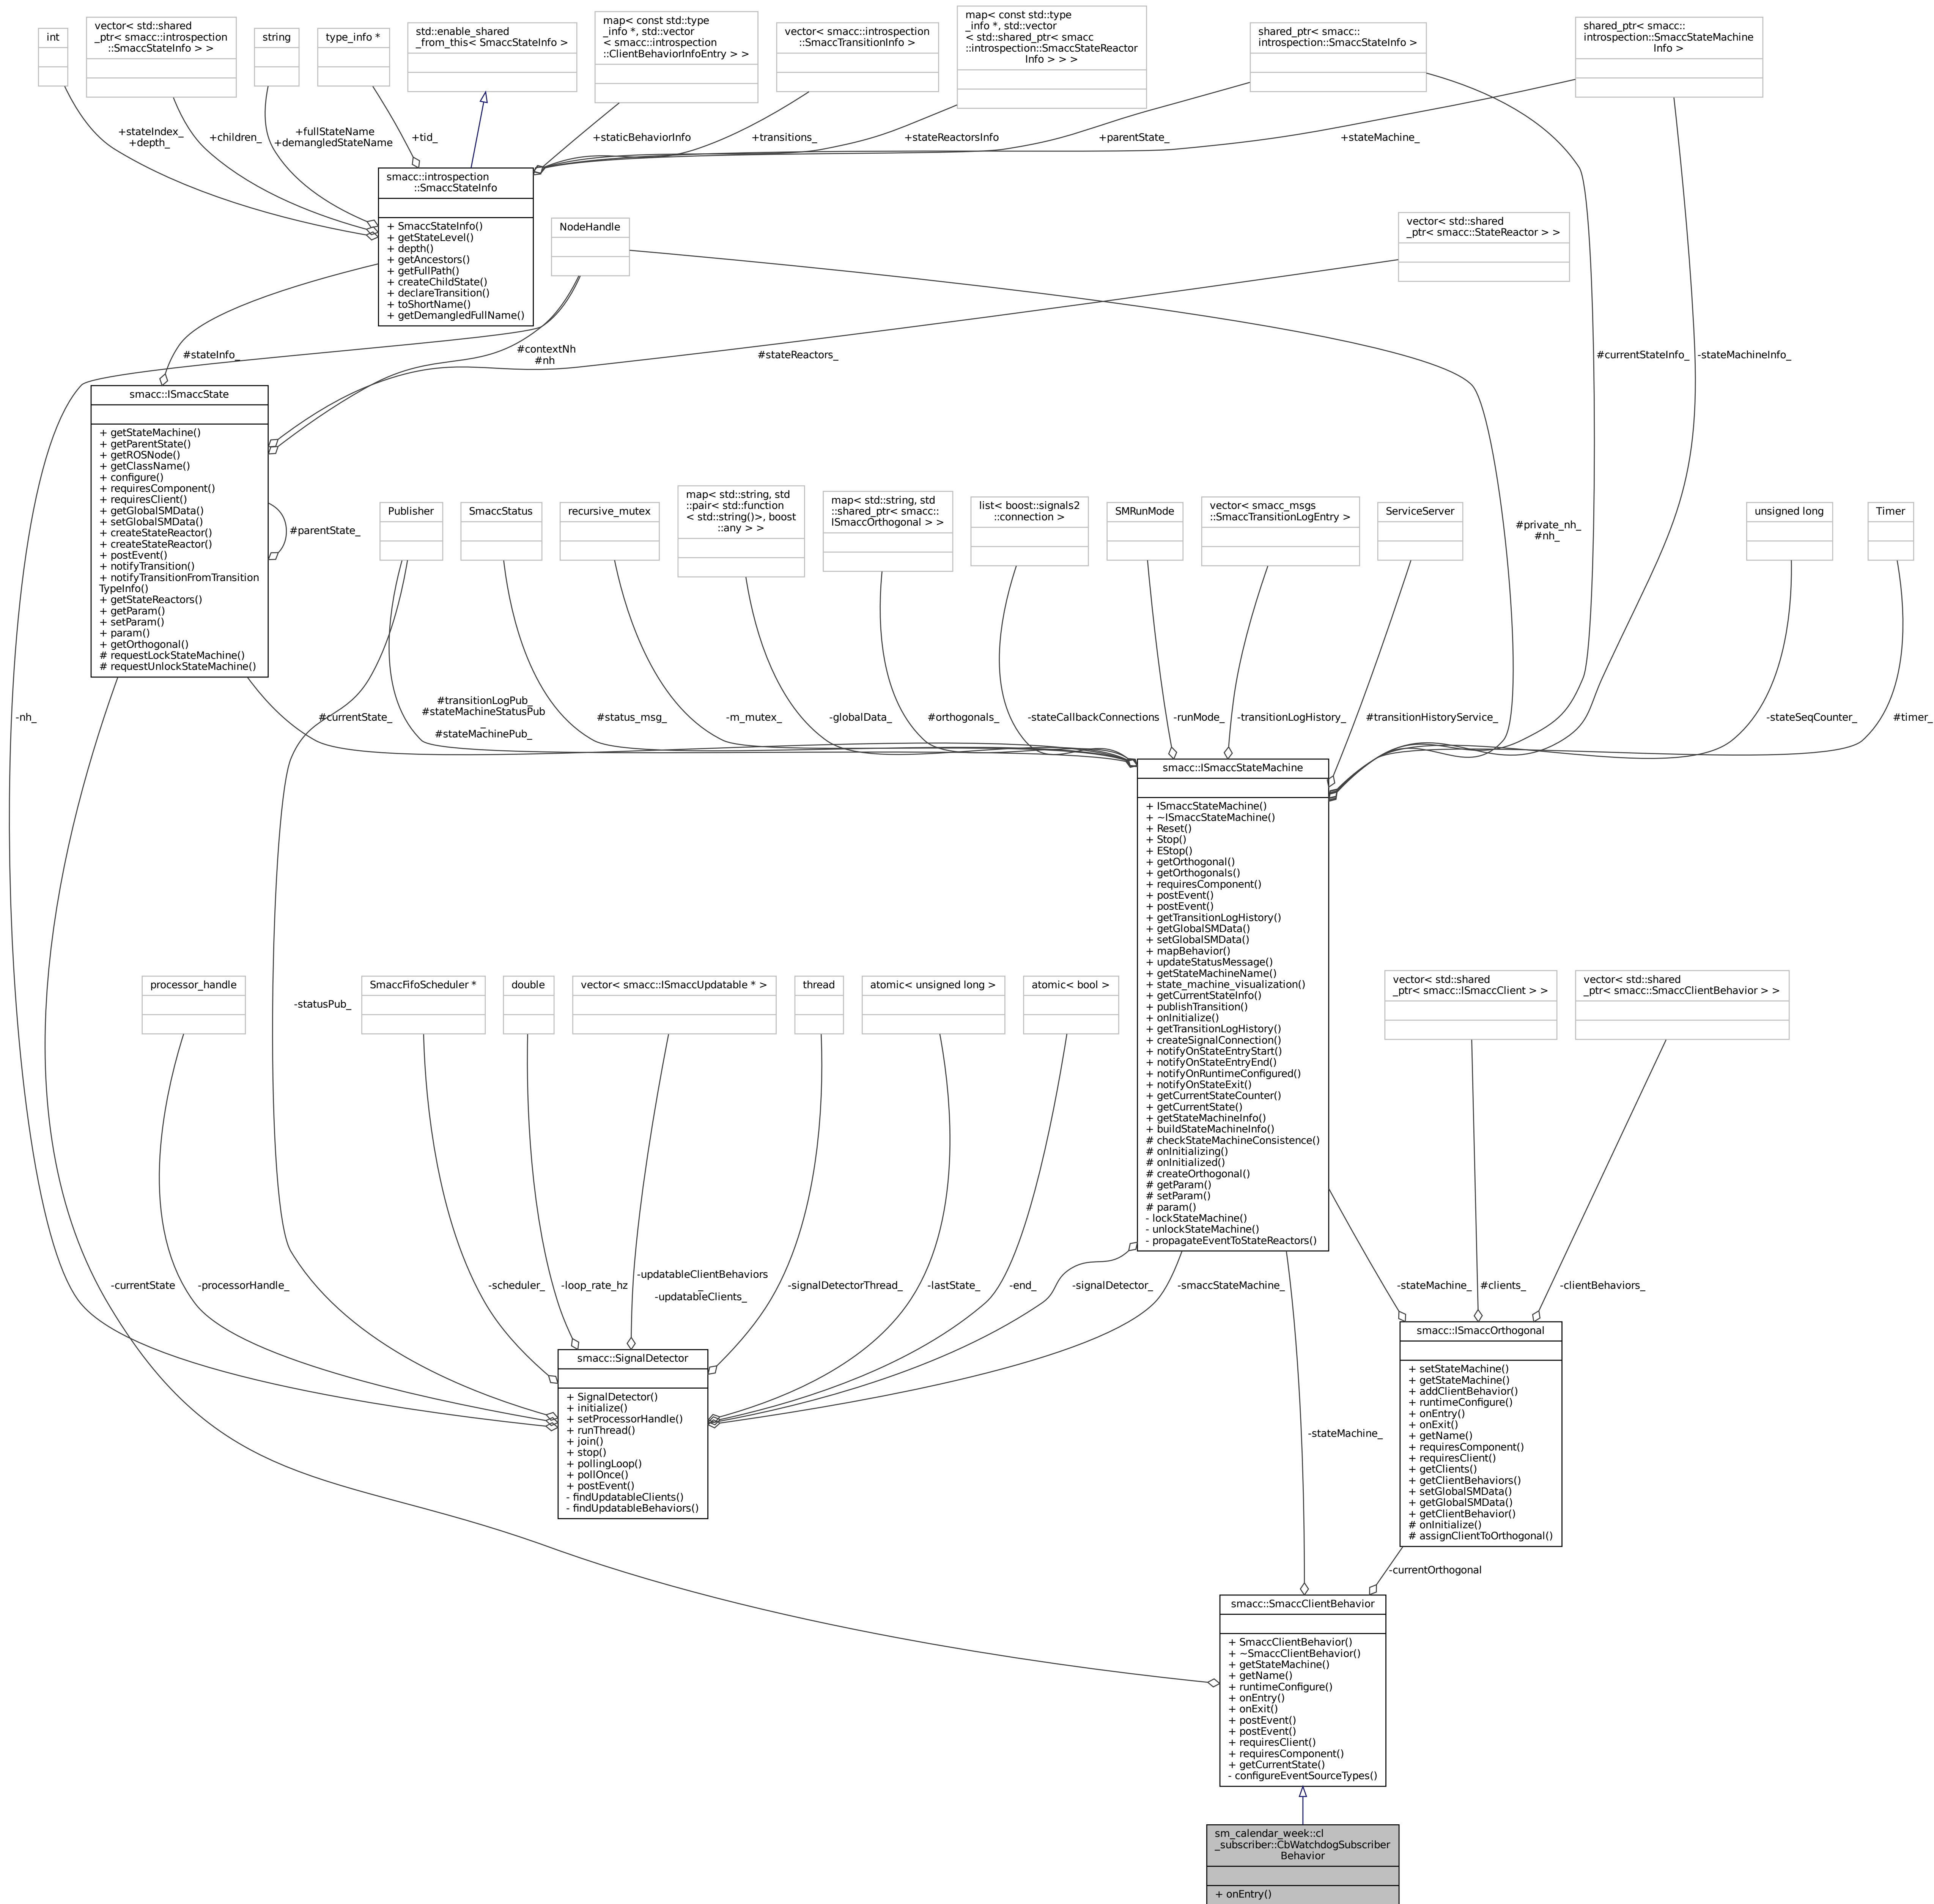 int
vector< std::shared
_ptr< smacc::introspection
::SmaccStateInfo > >
string
type_info *
std::enable_shared
_from_this< SmaccStateInfo >
map< const std::type
_info *, std::vector
< smacc::introspection
::ClientBehaviorInfoEntry > >
vector< smacc::introspection
::SmaccTransitionInfo >
map< const std::type
_info *, std::vector
< std::shared_ptr< smacc
::introspection::SmaccStateReactor
Info > > >
shared_ptr< smacc::
introspection::SmaccStateInfo >
shared_ptr< smacc::
introspection::SmaccStateMachine
Info >
+stateIndex_
+depth_
+children_
+fullStateName
+demangledStateName
+tid_
+staticBehaviorInfo
+transitions_
+stateReactorsInfo
+parentState_
+stateMachine_
smacc::introspection
::SmaccStateInfo
+ SmaccStateInfo()
+ getStateLevel()
+ depth()
+ getAncestors()
+ getFullPath()
+ createChildState()
+ declareTransition()
+ toShortName()
+ getDemangledFullName()
NodeHandle
vector< std::shared
_ptr< smacc::StateReactor > >
#stateInfo_
#contextNh
#nh
#stateReactors_
#currentStateInfo_
-stateMachineInfo_
smacc::ISmaccState
+ getStateMachine()
+ getParentState()
+ getROSNode()
+ getClassName()
+ configure()
+ requiresComponent()
+ requiresClient()
+ getGlobalSMData()
+ setGlobalSMData()
+ createStateReactor()
+ createStateReactor()
+ postEvent()
+ notifyTransition()
+ notifyTransitionFromTransition
TypeInfo()
+ getStateReactors()
+ getParam()
+ setParam()
+ param()
+ getOrthogonal()
# requestLockStateMachine()
# requestUnlockStateMachine()
#parentState_
Publisher
SmaccStatus
recursive_mutex
map< std::string, std
::pair< std::function
< std::string()>, boost
::any > >
map< std::string, std
::shared_ptr< smacc::
ISmaccOrthogonal > >
list< boost::signals2
::connection >
SMRunMode
vector< smacc_msgs
::SmaccTransitionLogEntry >
ServiceServer
#private_nh_
#nh_
unsigned long
Timer
-nh_
#currentState_
#transitionLogPub_
#stateMachineStatusPub
_
#stateMachinePub_
#status_msg_
-m_mutex_
-globalData_
#orthogonals_
-stateCallbackConnections
-runMode_
-transitionLogHistory_
#transitionHistoryService_
-stateSeqCounter_
#timer_
smacc::ISmaccStateMachine
+ ISmaccStateMachine()
+ ~ISmaccStateMachine()
+ Reset()
+ Stop()
+ EStop()
+ getOrthogonal()
+ getOrthogonals()
+ requiresComponent()
+ postEvent()
+ postEvent()
+ getTransitionLogHistory()
+ getGlobalSMData()
+ setGlobalSMData()
+ mapBehavior()
+ updateStatusMessage()
+ getStateMachineName()
+ state_machine_visualization()
+ getCurrentStateInfo()
+ publishTransition()
+ onInitialize()
+ getTransitionLogHistory()
+ createSignalConnection()
+ notifyOnStateEntryStart()
+ notifyOnStateEntryEnd()
+ notifyOnRuntimeConfigured()
+ notifyOnStateExit()
+ getCurrentStateCounter()
+ getCurrentState()
+ getStateMachineInfo()
+ buildStateMachineInfo()
# checkStateMachineConsistence()
# onInitializing()
# onInitialized()
# createOrthogonal()
# getParam()
# setParam()
# param()
- lockStateMachine()
- unlockStateMachine()
- propagateEventToStateReactors()
processor_handle
-statusPub_
SmaccFifoScheduler *
double
vector< smacc::ISmaccUpdatable * >
thread
atomic< unsigned long >
atomic< bool >
vector< std::shared
_ptr< smacc::ISmaccClient > >
vector< std::shared
_ptr< smacc::SmaccClientBehavior > >
-currentState
-processorHandle_
-scheduler_
-loop_rate_hz
-updatableClientBehaviors
_
-updatableClients_
-signalDetectorThread_
-lastState_
-end_
-signalDetector_
-smaccStateMachine_
-stateMachine_
#clients_
-clientBehaviors_
smacc::SignalDetector
+ SignalDetector()
+ initialize()
+ setProcessorHandle()
+ runThread()
+ join()
+ stop()
+ pollingLoop()
+ pollOnce()
+ postEvent()
- findUpdatableClients()
- findUpdatableBehaviors()
-stateMachine_
smacc::ISmaccOrthogonal
+ setStateMachine()
+ getStateMachine()
+ addClientBehavior()
+ runtimeConfigure()
+ onEntry()
+ onExit()
+ getName()
+ requiresComponent()
+ requiresClient()
+ getClients()
+ getClientBehaviors()
+ setGlobalSMData()
+ getGlobalSMData()
+ getClientBehavior()
# onInitialize()
# assignClientToOrthogonal()
-currentOrthogonal
smacc::SmaccClientBehavior
+ SmaccClientBehavior()
+ ~SmaccClientBehavior()
+ getStateMachine()
+ getName()
+ runtimeConfigure()
+ onEntry()
+ onExit()
+ postEvent()
+ postEvent()
+ requiresClient()
+ requiresComponent()
+ getCurrentState()
- configureEventSourceTypes()
sm_calendar_week::cl
_subscriber::CbWatchdogSubscriber
Behavior
+ onEntry()